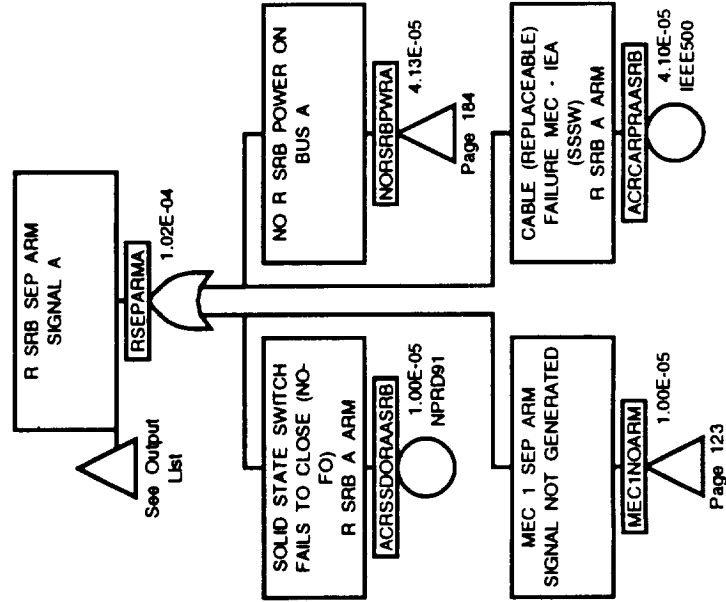 R SRB SEP ARM
SIGNAL A
RSEPARMA
1.02E-04
See Output
List
SOLID STATE SWITCH
FAILS TO CLOSE (NO-
FO)
R SRB A ARM
ACRSSDORAASRB
1.00E-05
NPRD91
NO R SRB POWER ON
BUS A
NORSRBPWRA
4.13E-05
Page 184
MEC 1 SEP ARM
SIGNAL NOT GENERATED
MEC1NOARM
1.00E-05
Page 123
CABLE (REPLACEABLE)
FAILURE MEC - IEA
(SSSW)
R SRB A ARM
ACRCARPRAASRB
4.10E-05
IEEE500